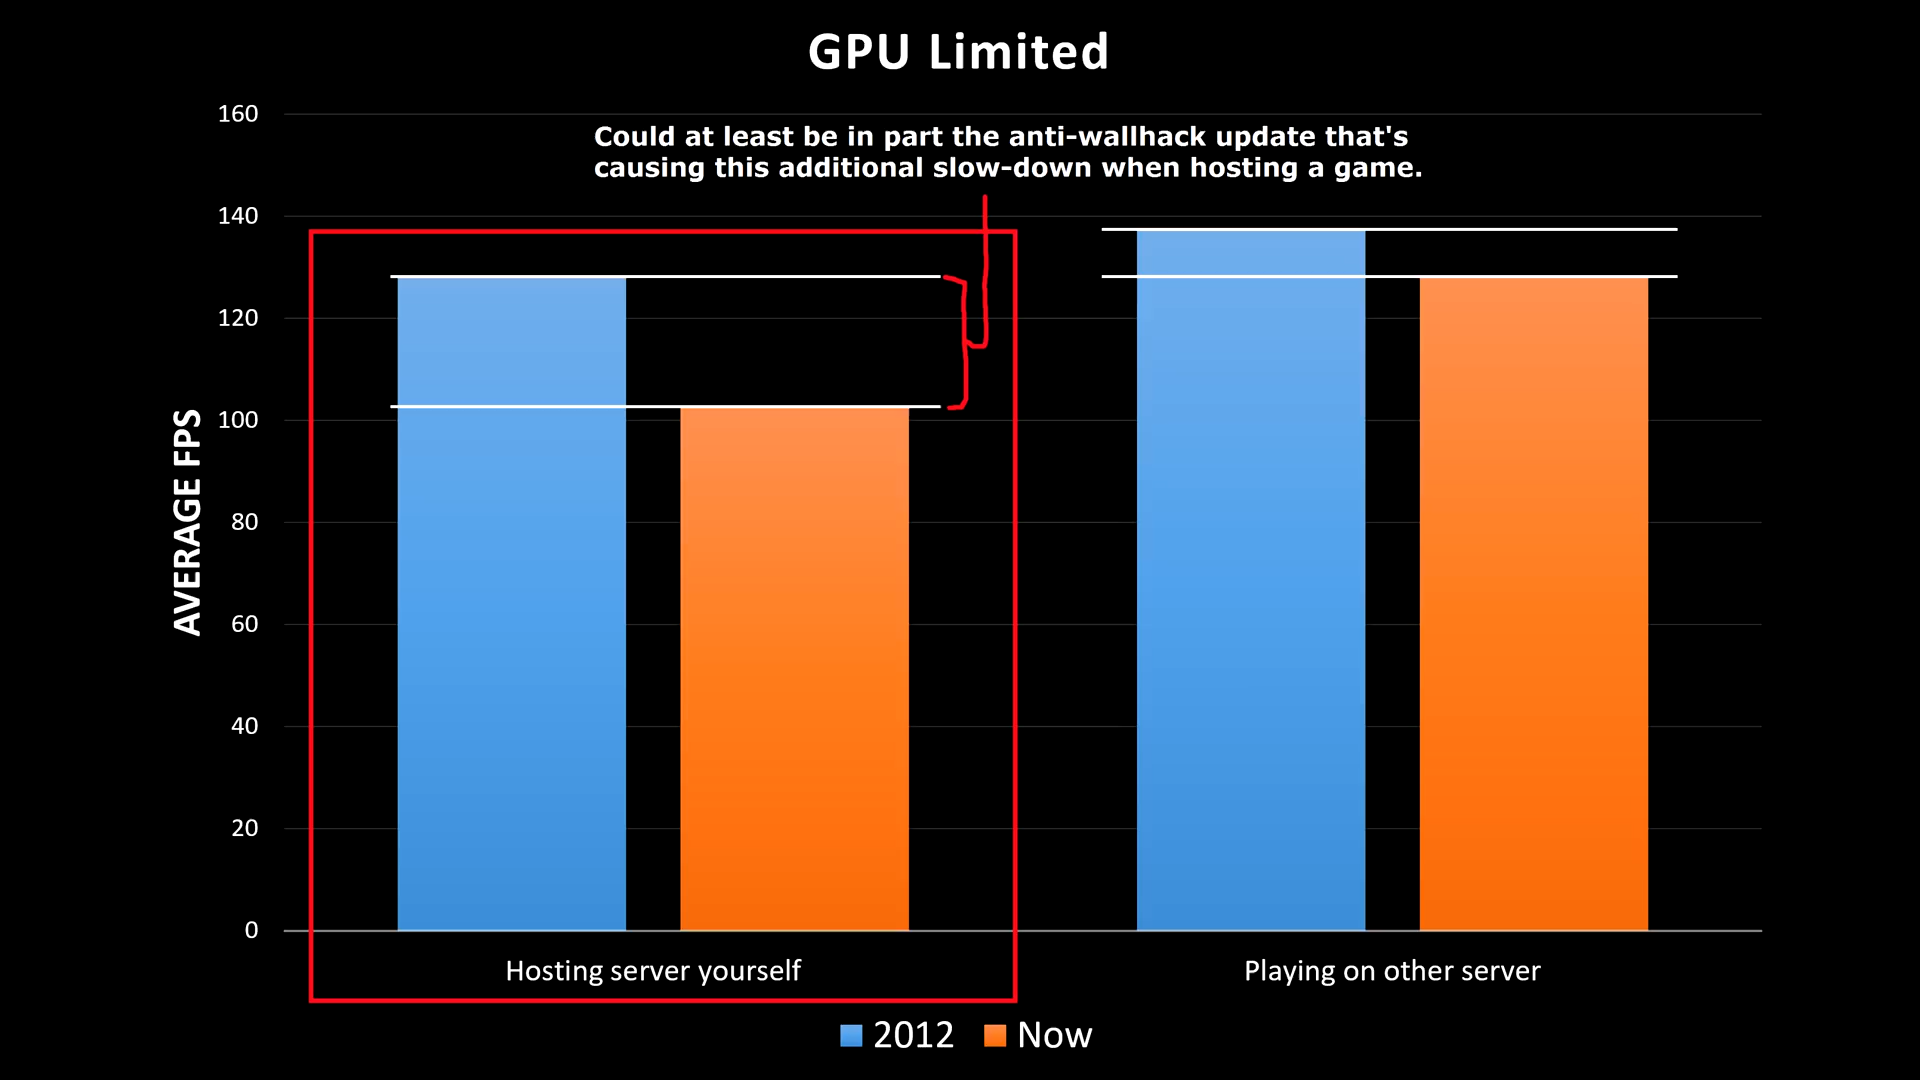 GPU Limited
Could at least be in part the anti-wallhack update that's
causing this additional slow-down when hosting a game.
160
140
120
100
80
60
40
20
0
AVERAGE FPS
Hosting server yourself
Playing on other server
2012
Now